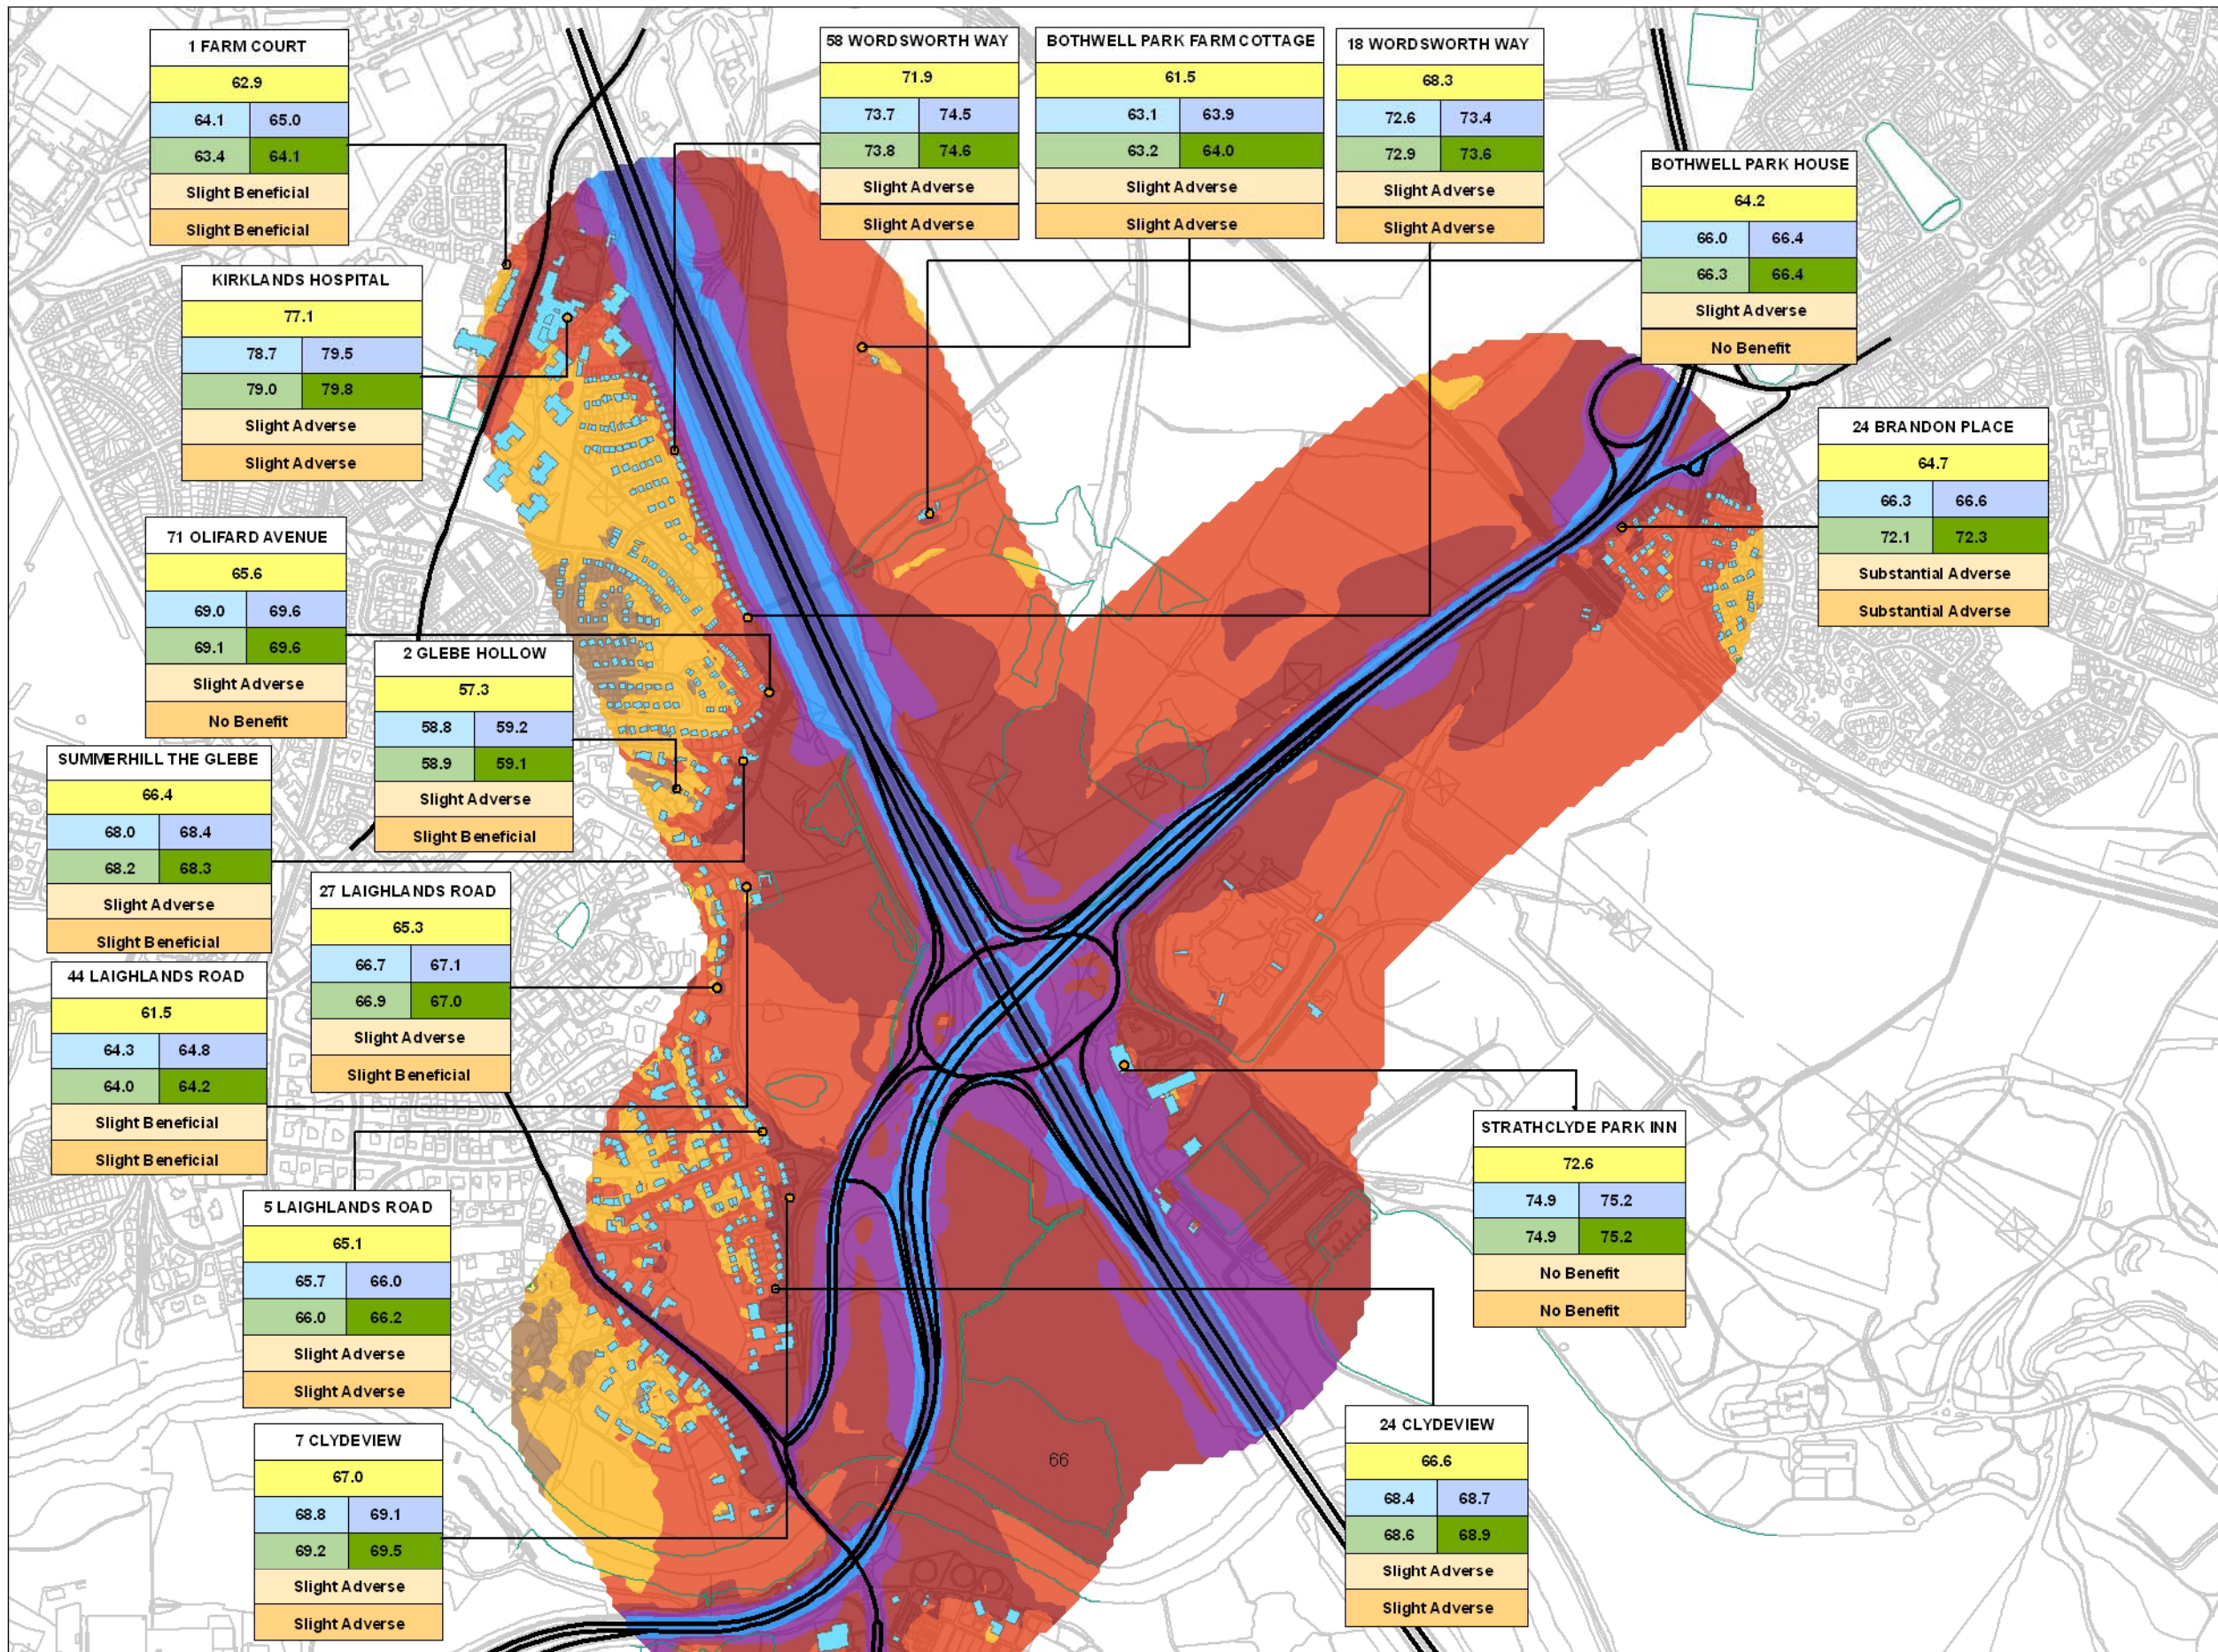 1 FARM COURT
62.9
64.1 65.0
63.4 64.1
Slight Beneficial
Slight Beneficial
58 WORDSWORTH WAY
71.9
73.7 74.5
73.8 74.6
Slight Adverse
Slight Adverse
BOTHWELL PARK FARM COTTAGE
61.5
63.1 63.9
63.2 64.0
Slight Adverse
Slight Adverse
18 WORDSWORTH WAY
68.3
72.6 73.4
72.9 73.6
Slight Adverse
Slight Adverse
BOTHWELL PARK HOUSE
64.2
66.0 66.4
66.3 66.4
Slight Adverse
No Benefit
KIRKLANDS HOSPITAL
77.1
78.7 79.5
79.0 79.8
Slight Adverse
Slight Adverse
24 BRANDON PLACE
64.7
66.3 66.6
72.1 72.3
Substantial Adverse
Substantial Adverse
71 OLIFARD AVENUE
65.6
69.0 69.6
69.1 69.6
Slight Adverse
No Benefit
2 GLEBE HOLLOW
57.3
58.8 59.2
58.9 59.1
Slight Adverse
Slight Beneficial
SUMMERHILL THE GLEBE
66.4
68.0 68.4
68.2 68.3
Slight Adverse
Slight Beneficial
27 LAIGHLANDS ROAD
65.3
66.7 67.1
66.9 67.0
Slight Adverse
Slight Beneficial
44 LAIGHLANDS ROAD
61.5
64.3 64.8
64.0 64.2
Slight Beneficial
Slight Beneficial
STRATHCLYDE PARK INN
72.6
74.9 75.2
74.9 75.2
No Benefit
No Benefit
5 LAIGHLANDS ROAD
65.1
65.7 66.0
66.0 66.2
Slight Adverse
Slight Adverse
24 CLYDEVIEW
66.6
68.4 68.7
68.6 68.9
Slight Adverse
Slight Adverse
7 CLYDEVIEW
67.0
68.8 69.1
69.2 69.5
Slight Adverse
Slight Adverse
66